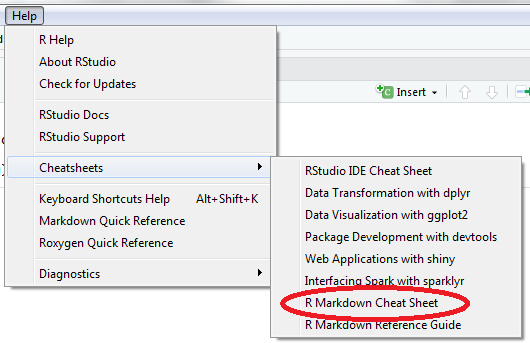 Help
R Help
About RStudio
Check for Updates
Insert
RStudio Docs
RStudio Support
Cheatsheets
Keyboard Shortcuts Help Alt+Shift+K
Markdown Quick Reference
Roxygen Quick Reference
Diagnostics
RStudio IDE Cheat Sheet
Data Transformation with dplyr
Data Visualization with ggplot2
Package Development with devtools
Web Applications with shiny
Interfacing Spark with sparklyr
R Markdown Cheat Sheet
R Markdown Reference Guide